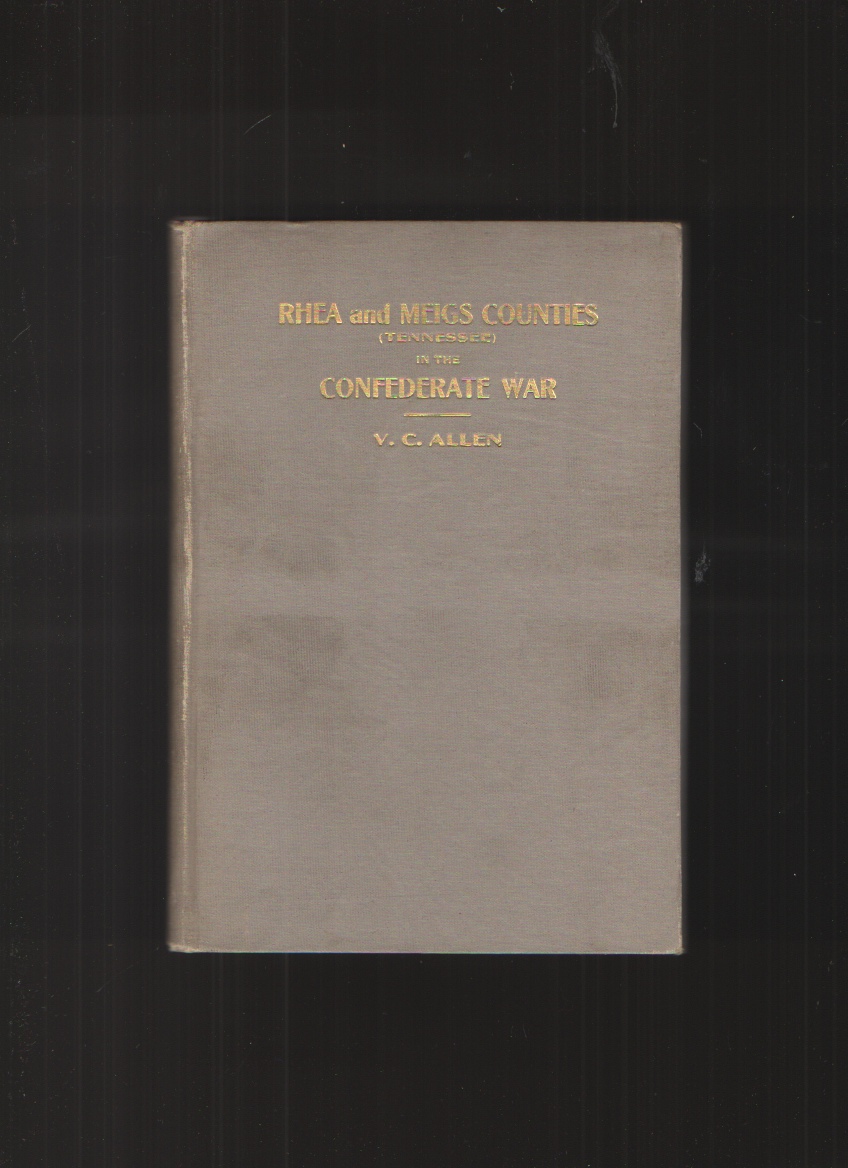 RHEA and MEIGS COUNTIES
(TENNESSEE)
IN THE
CONFEDERATE WAR
V. C. ALLEN